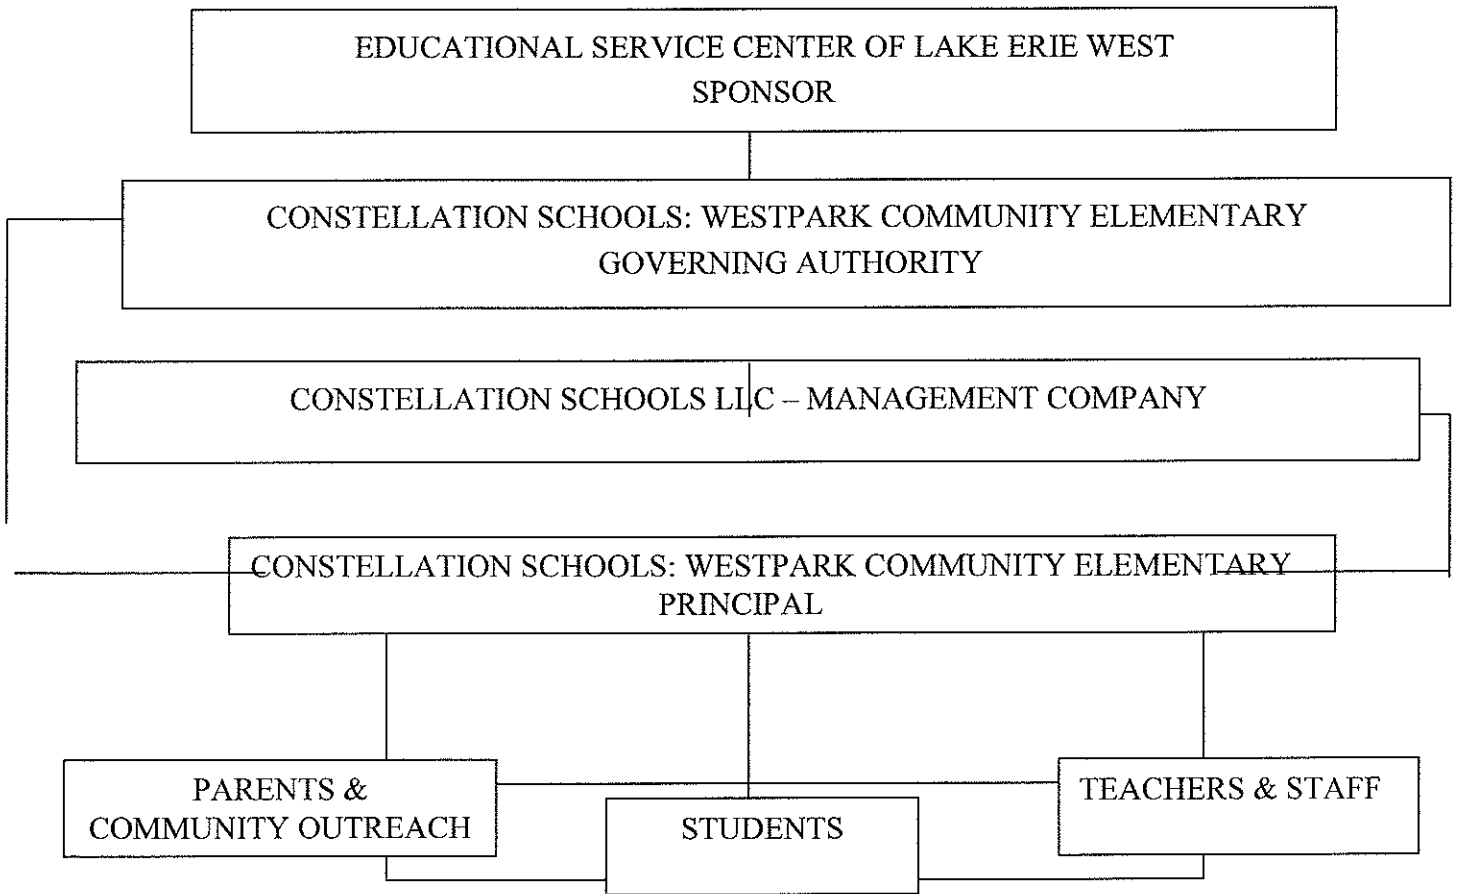 EDUCATIONAL SERVICE CENTER OF LAKE ERIE WEST
SPONSOR
CONSTELLATION SCHOOLS: WESTPARK COMMUNITY ELEMENTARY
GOVERNING AUTHORITY
CONSTELLATION SCHOOLS LLC – MANAGEMENT COMPANY
CONSTELLATION SCHOOLS: WESTPARK COMMUNITY ELEMENTARY
PRINCIPAL
PARENTS &
COMMUNITY OUTREACH
STUDENTS
TEACHERS & STAFF